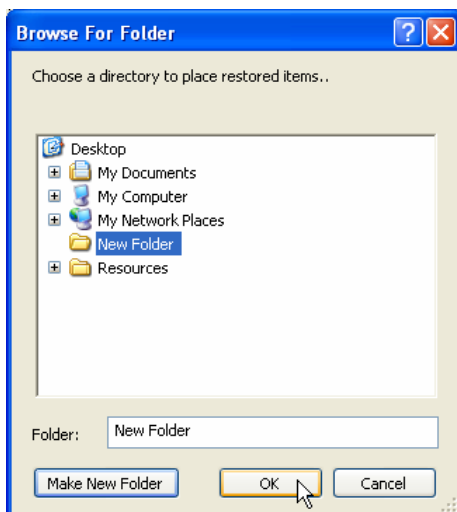 Browse For Folder
Choose a directory to place restored items..
Desktop
My Documents
My Computer
My Network Places
New Folder
Resources
Folder: New Folder
Make New Folder OK Cancel